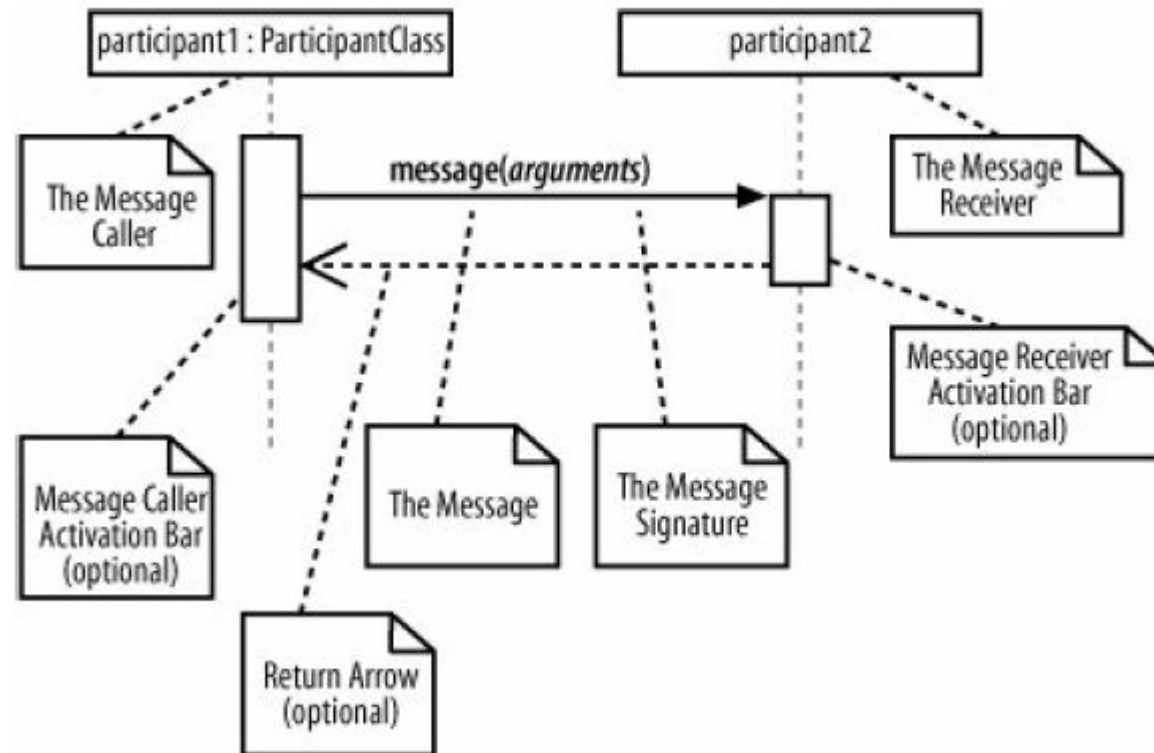 participant1 : ParticipantClass
participant2
The Message
Caller
message(arguments)
The Message
Receiver
Message Receiver
Activation Bar
(optional)
Message Caller
Activation Bar
(optional)
The Message
The Message
Signature
Return Arrow
(optional)